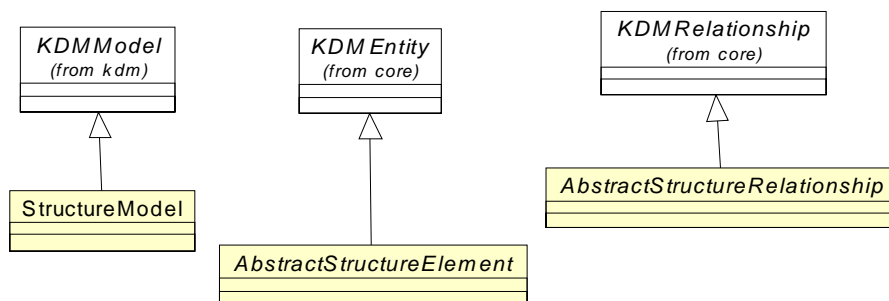 KDMModel
(from kdm)
KDMEntity
(from core)
KDMRelationship
(from core)
StructureModel
AbstractStructureElement
AbstractStructureRelationship